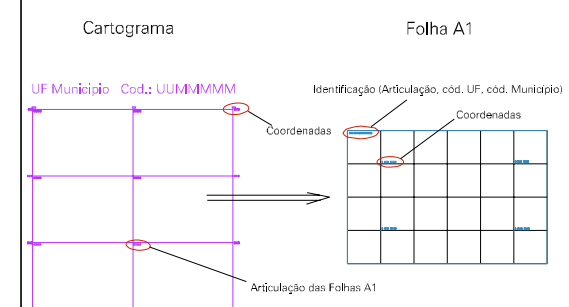 Cartograma
Folha A1
UF Municipio Cod.: UUMMMMM
Identificação (Articulação, cód. UF, cód. Município)
Coordenadas
Coordenadas
Articulação das Folhas A1